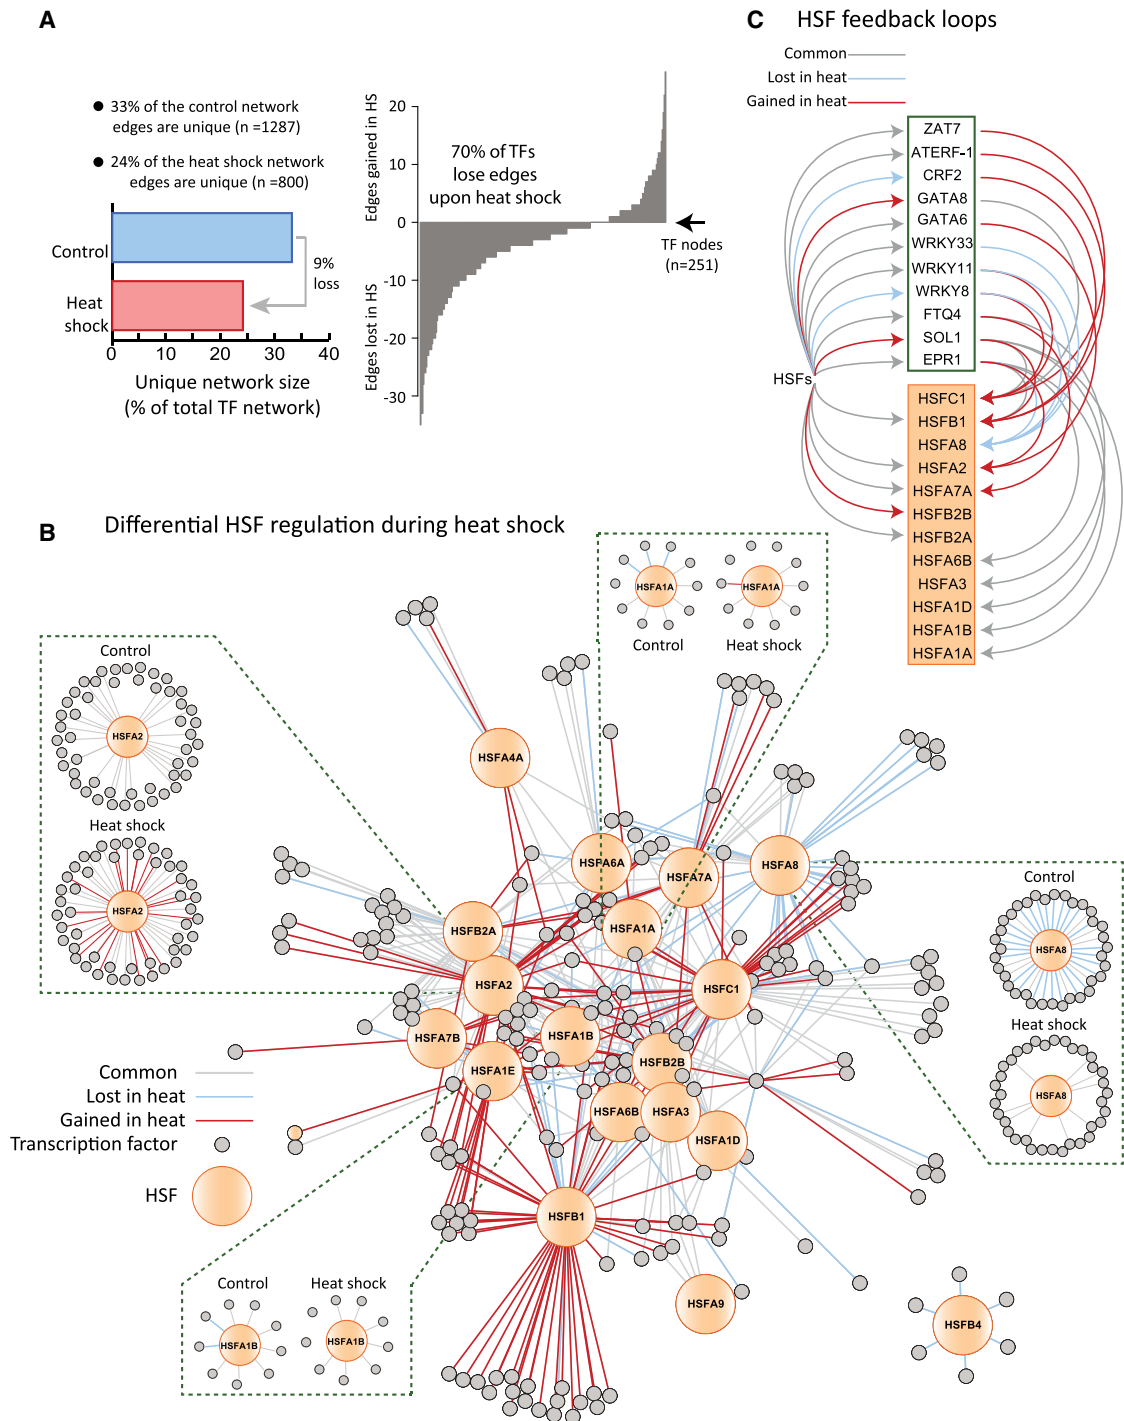 A
33% of the control network
edges are unique (n =1287)
24% of the heat shock network
edges are unique (n =800)
Control
Heat
shock
9%
loss
0
10
20
30
40
Unique network size
(% of total TF network)
Edges gained in HS
Edges lost in HS
20
10
0
-10
-20
-30
70% of TFs
lose edges
upon heat shock
TF nodes
(n=251)
C
HSF feedback loops
Common
Lost in heat
Gained in heat
ZAT7
ATERF-1
CRF2
GATA8
GATA6
WRKY33
WRKY11
WRKY8
FTQ4
SOL1
EPR1
HSFs
HSFC1
HSFB1
HSFA8
HSFA2
HSFA7A
HSFB2B
HSFB2A
HSFA6B
HSFA3
HSFA1D
HSFA1B
HSFA1A
B
Differential HSF regulation during heat shock
HSFA1A
HSFA1A
Control
Heat shock
Control
HSFA2
Heat shock
HSFA2
HSFA4A
HSFA6A
HSFA7A
HSFA8
HSFB2A
HSFA1A
HSFA2
HSFC1
HSFA7B
HSFA1B
HSFA1E
HSFB2B
HSFA6B
HSFA3
HSFA1D
HSFB1
HSFA9
HSFB4
Control
HSFA8
Heat shock
HSFA8
Common
Lost in heat
Gained in heat
Transcription factor
HSF
Control
Heat shock
HSFA1B
HSFA1B